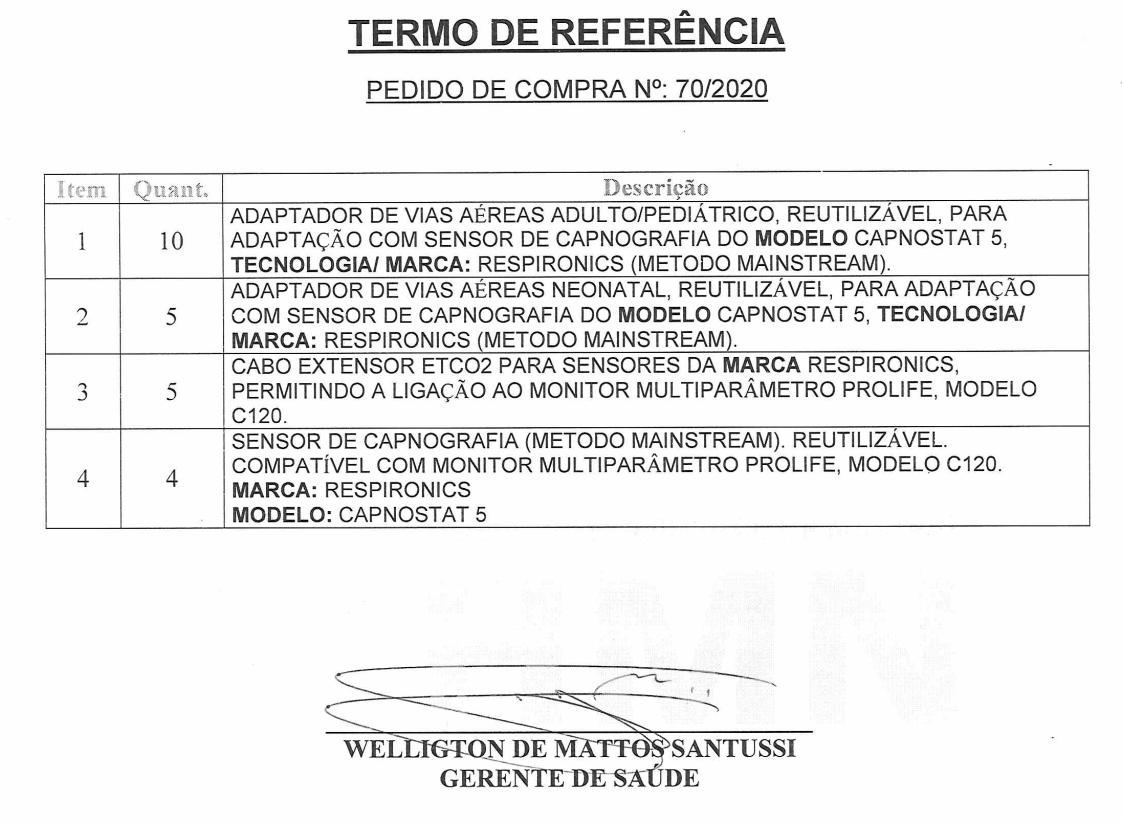 TERMO DE REFERÊNCIA
PEDIDO DE COMPRA Nº: 70/2020
Item Quant. Descrição
1 10 ADAPTADOR DE VIAS AÉREAS ADULTO/PEDIÁTRICO, REUTILIZÁVEL, PARA
ADAPTAÇÃO COM SENSOR DE CAPNOGRAFIA DO MODELO CAPNOSTAT 5,
TECNOLOGIA/ MARCA: RESPIRONICS (METODO MAINSTREAM).
2 5 ADAPTADOR DE VIAS AÉREAS NEONATAL, REUTILIZÁVEL, PARA ADAPTAÇÃO
COM SENSOR DE CAPNOGRAFIA DO MODELO CAPNOSTAT 5, TECNOLOGIA/
MARCA: RESPIRONICS (METODO MAINSTREAM).
3 5 CABO EXTENSOR ETCO2 PARA SENSORES DA MARCA RESPIRONICS,
PERMITINDO A LIGAÇÃO AO MONITOR MULTIPARÂMETRO PROLIFE, MODELO
C120.
4 4 SENSOR DE CAPNOGRAFIA (METODO MAINSTREAM). REUTILIZÁVEL.
COMPATÍVEL COM MONITOR MULTIPARÂMETRO PROLIFE, MODELO C120.
MARCA: RESPIRONICS
MODELO: CAPNOSTAT 5
WELLIGTON DE MATTOS SANTUSSI
GERENTE DE SAÚDE